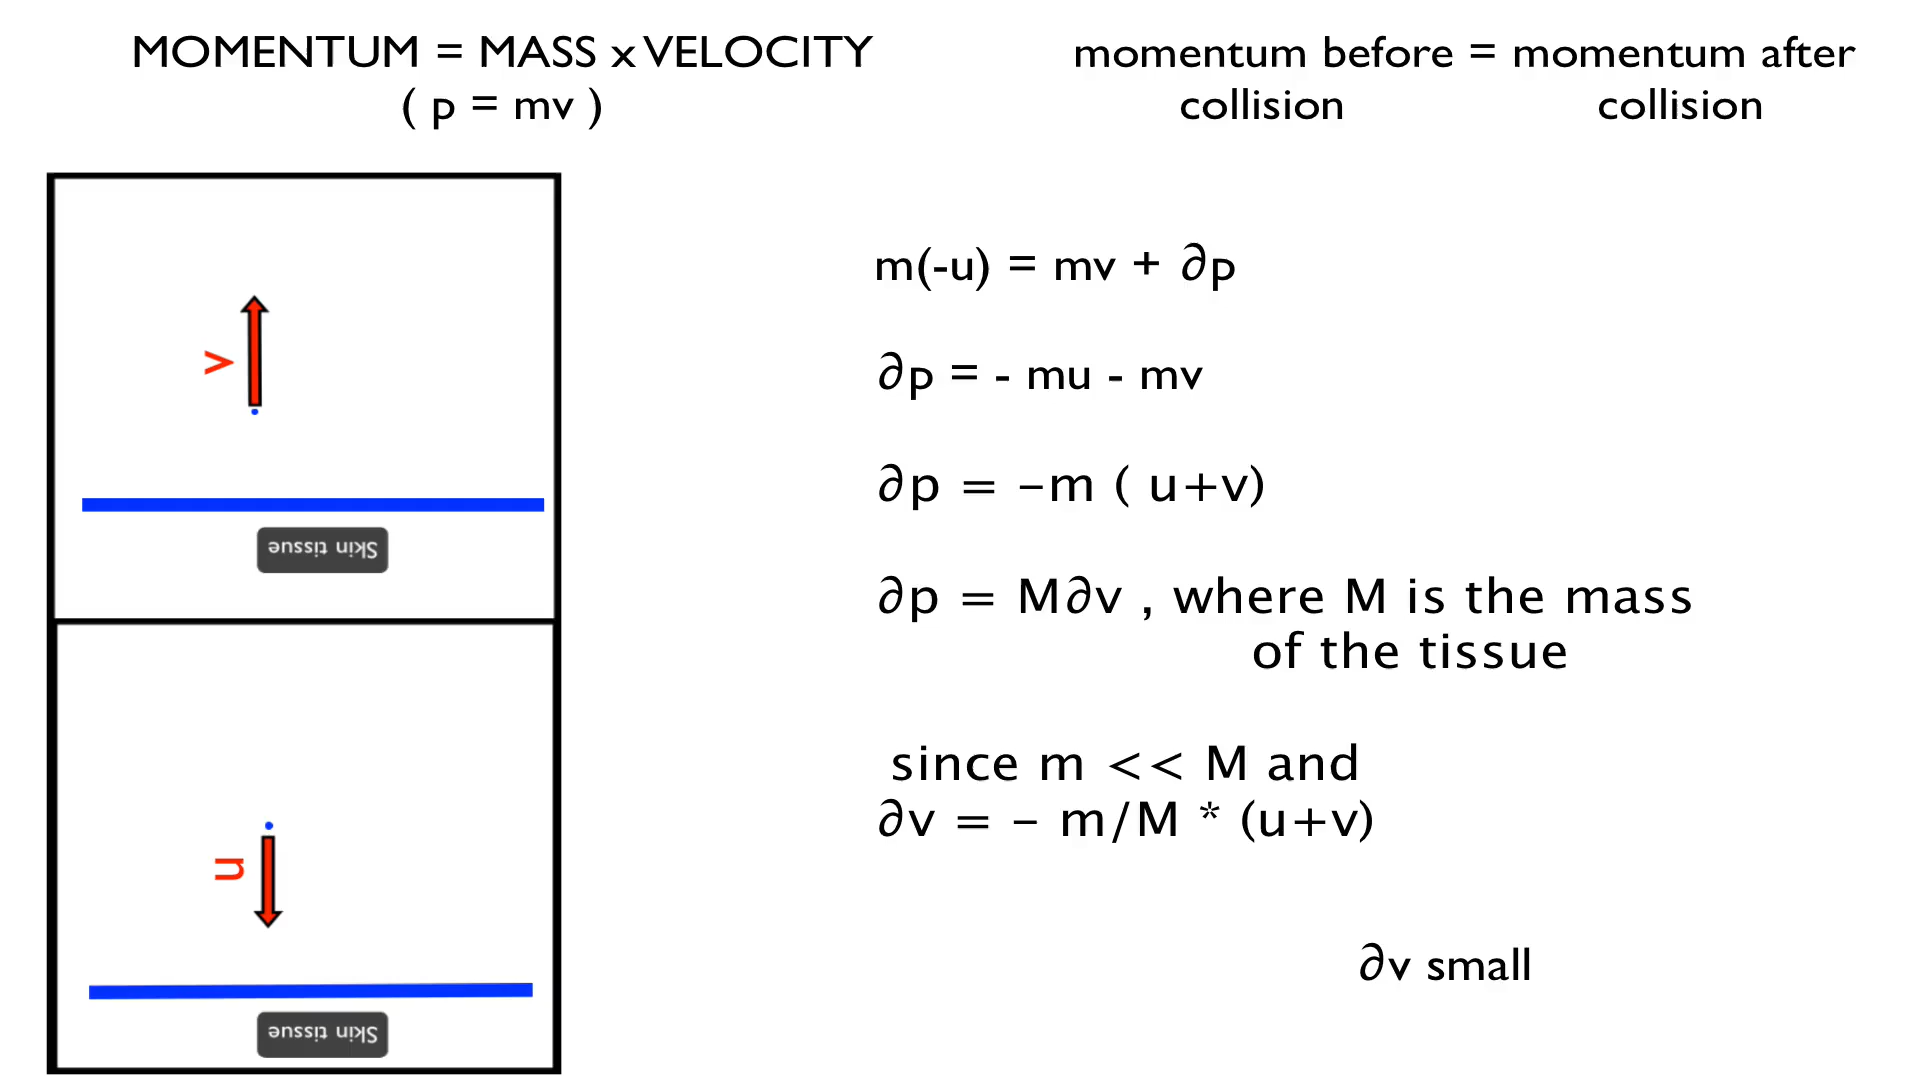 MOMENTUM = MASS x VELOCITY
( p = mv )
momentum before = momentum after
collision collision
v
Skin tissue
u
Skin tissue
m(-u) = mv + ∂p
∂p = - mu - mv
∂p = -m ( u+v)
∂p = M∂v , where M is the mass
of the tissue
since m << M and
∂v = - m/M * (u+v)
∂v small